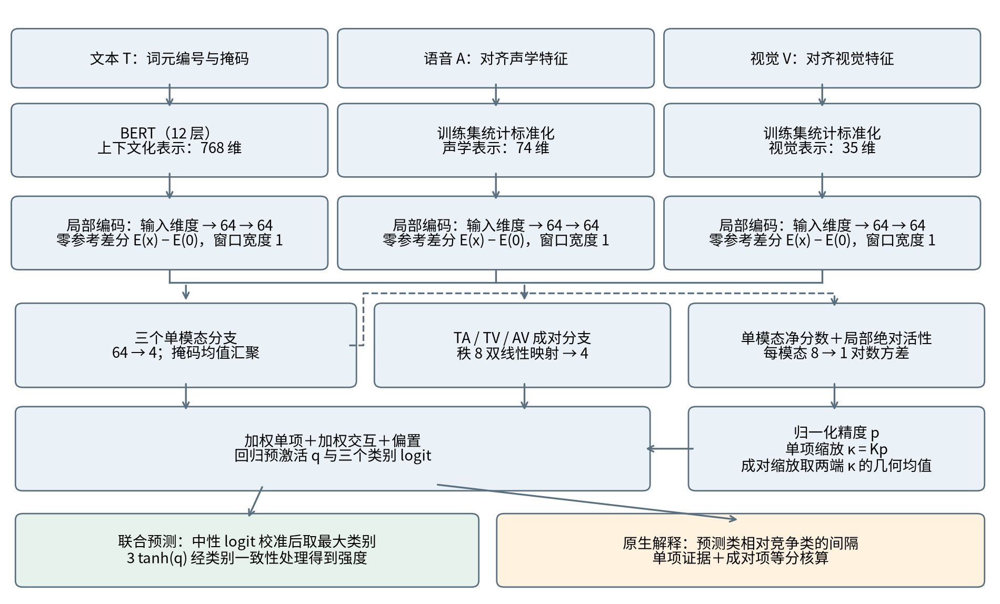 文本 T：词元编号与掩码
语音 A：对齐声学特征
视觉 V：对齐视觉特征
BERT（12 层）
上下文化表示：768 维
训练集统计标准化
声学表示：74 维
训练集统计标准化
视觉表示：35 维
局部编码：输入维度 → 64 → 64
零参考差分 E(x) − E(0)，窗口宽度 1
局部编码：输入维度 → 64 → 64
零参考差分 E(x) − E(0)，窗口宽度 1
局部编码：输入维度 → 64 → 64
零参考差分 E(x) − E(0)，窗口宽度 1
三个单模态分支
64 → 4；掩码均值汇聚
TA / TV / AV 成对分支
秩 8 双线性映射 → 4
单模态净分数＋局部绝对活性
每模态 8 → 1 对数方差
加权单项＋加权交互＋偏置
回归预激活 q 与三个类别 logit
归一化精度 p
单项缩放 κ = Kp
成对缩放取两端 κ 的几何均值
联合预测：中性 logit 校准后取最大类别
3 tanh(q) 经类别一致性处理得到强度
原生解释：预测类相对竞争类的间隔
单项证据＋成对项等分核算